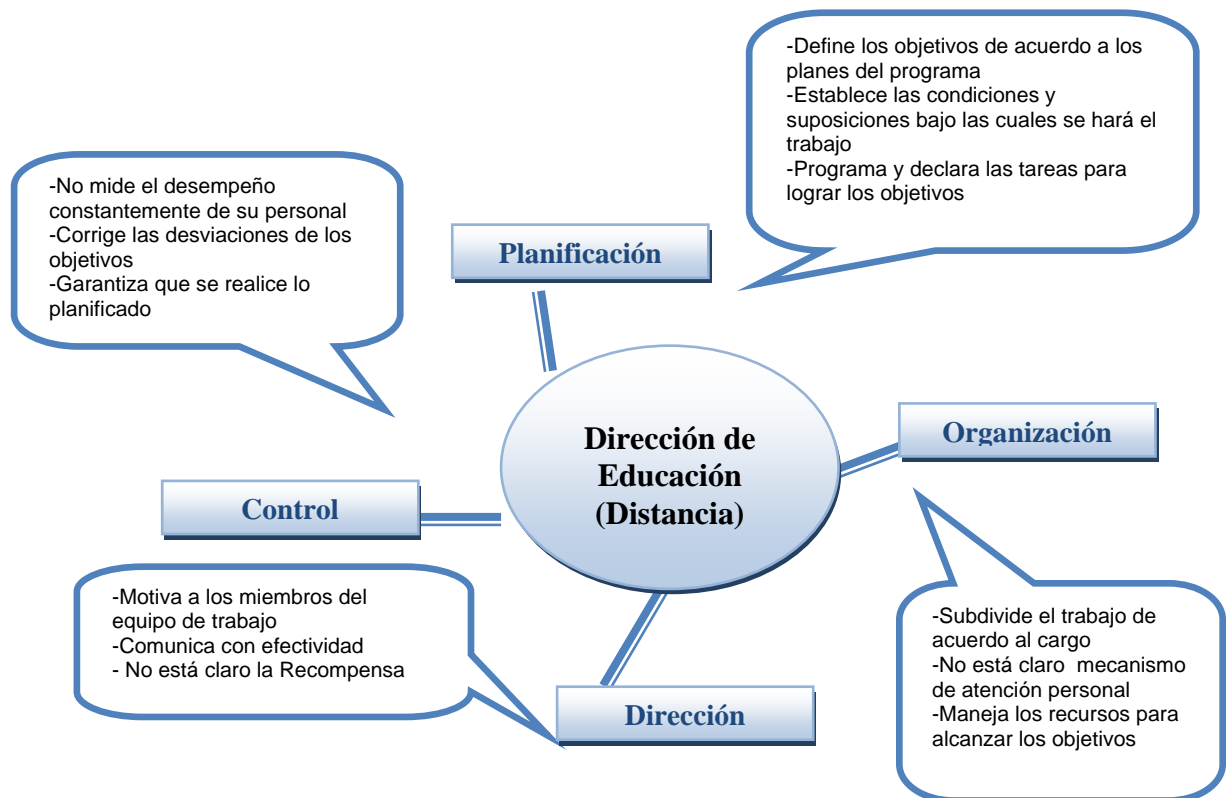 -Define los objetivos de acuerdo a los
planes del programa
-Establece las condiciones y
suposiciones bajo las cuales se hará el
trabajo
-Programa y declara las tareas para
lograr los objetivos
-No mide el desempeño
constantemente de su personal
-Corrige las desviaciones de los
objetivos
-Garantiza que se realice lo
planificado
Planificación
Organización
Dirección de
Educación
(Distancia)
Control
-Motiva a los miembros del
equipo de trabajo
-Comunica con efectividad
- No está claro la Recompensa
Dirección
-Subdivide el trabajo de
acuerdo al cargo
-No está claro  mecanismo
de atención personal
-Maneja los recursos para
alcanzar los objetivos